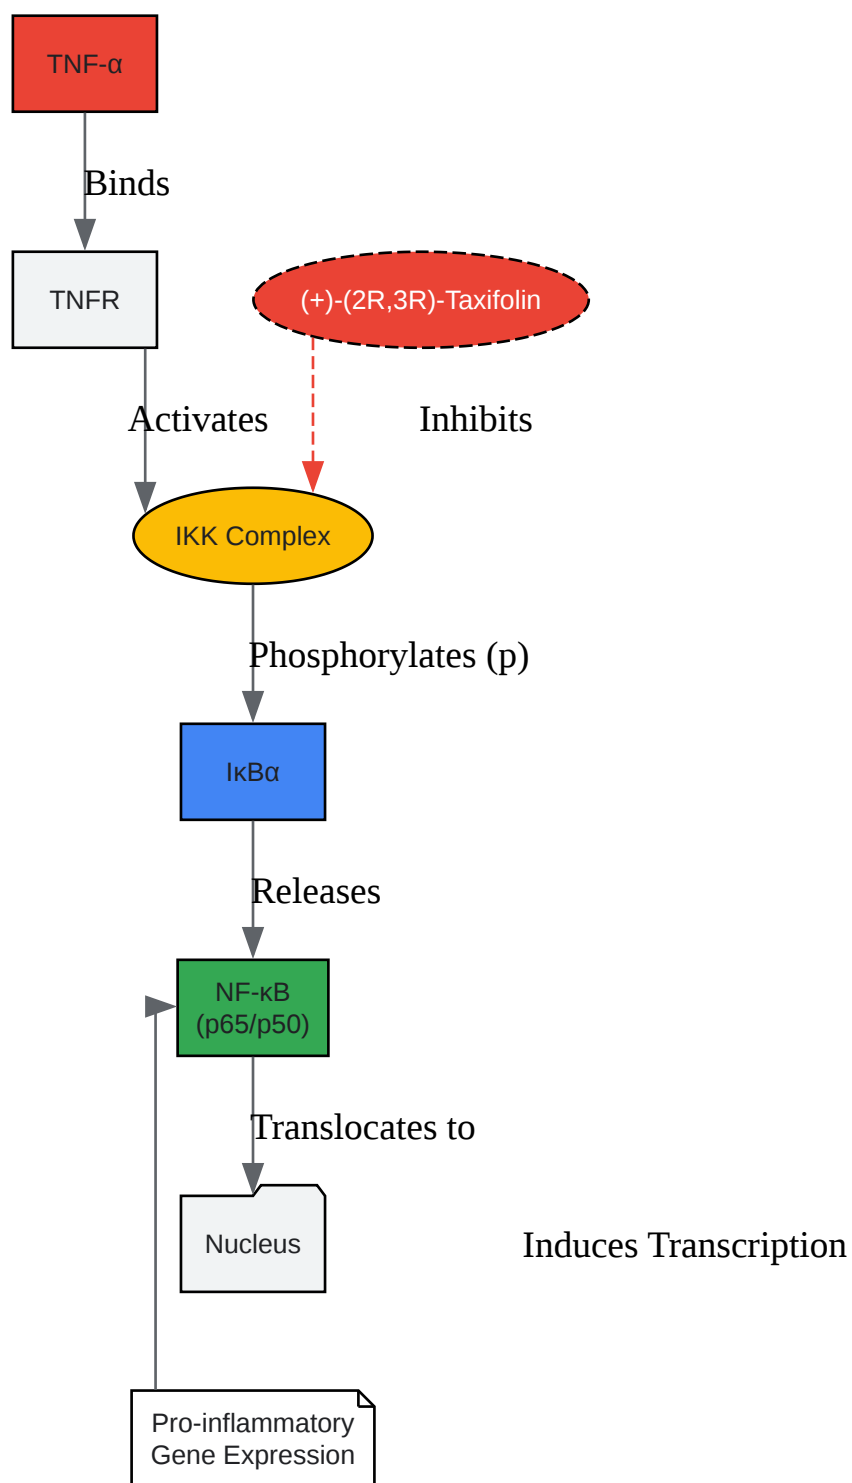 TNF-α
Binds
TNFR
(+)-(2R,3R)-Taxifolin
Activates
Inhibits
IKK Complex
Phosphorylates (p)
IκBα
Releases
NF-κB
(p65/p50)
Translocates to
Nucleus
Induces Transcription
Pro-inflammatory
Gene Expression